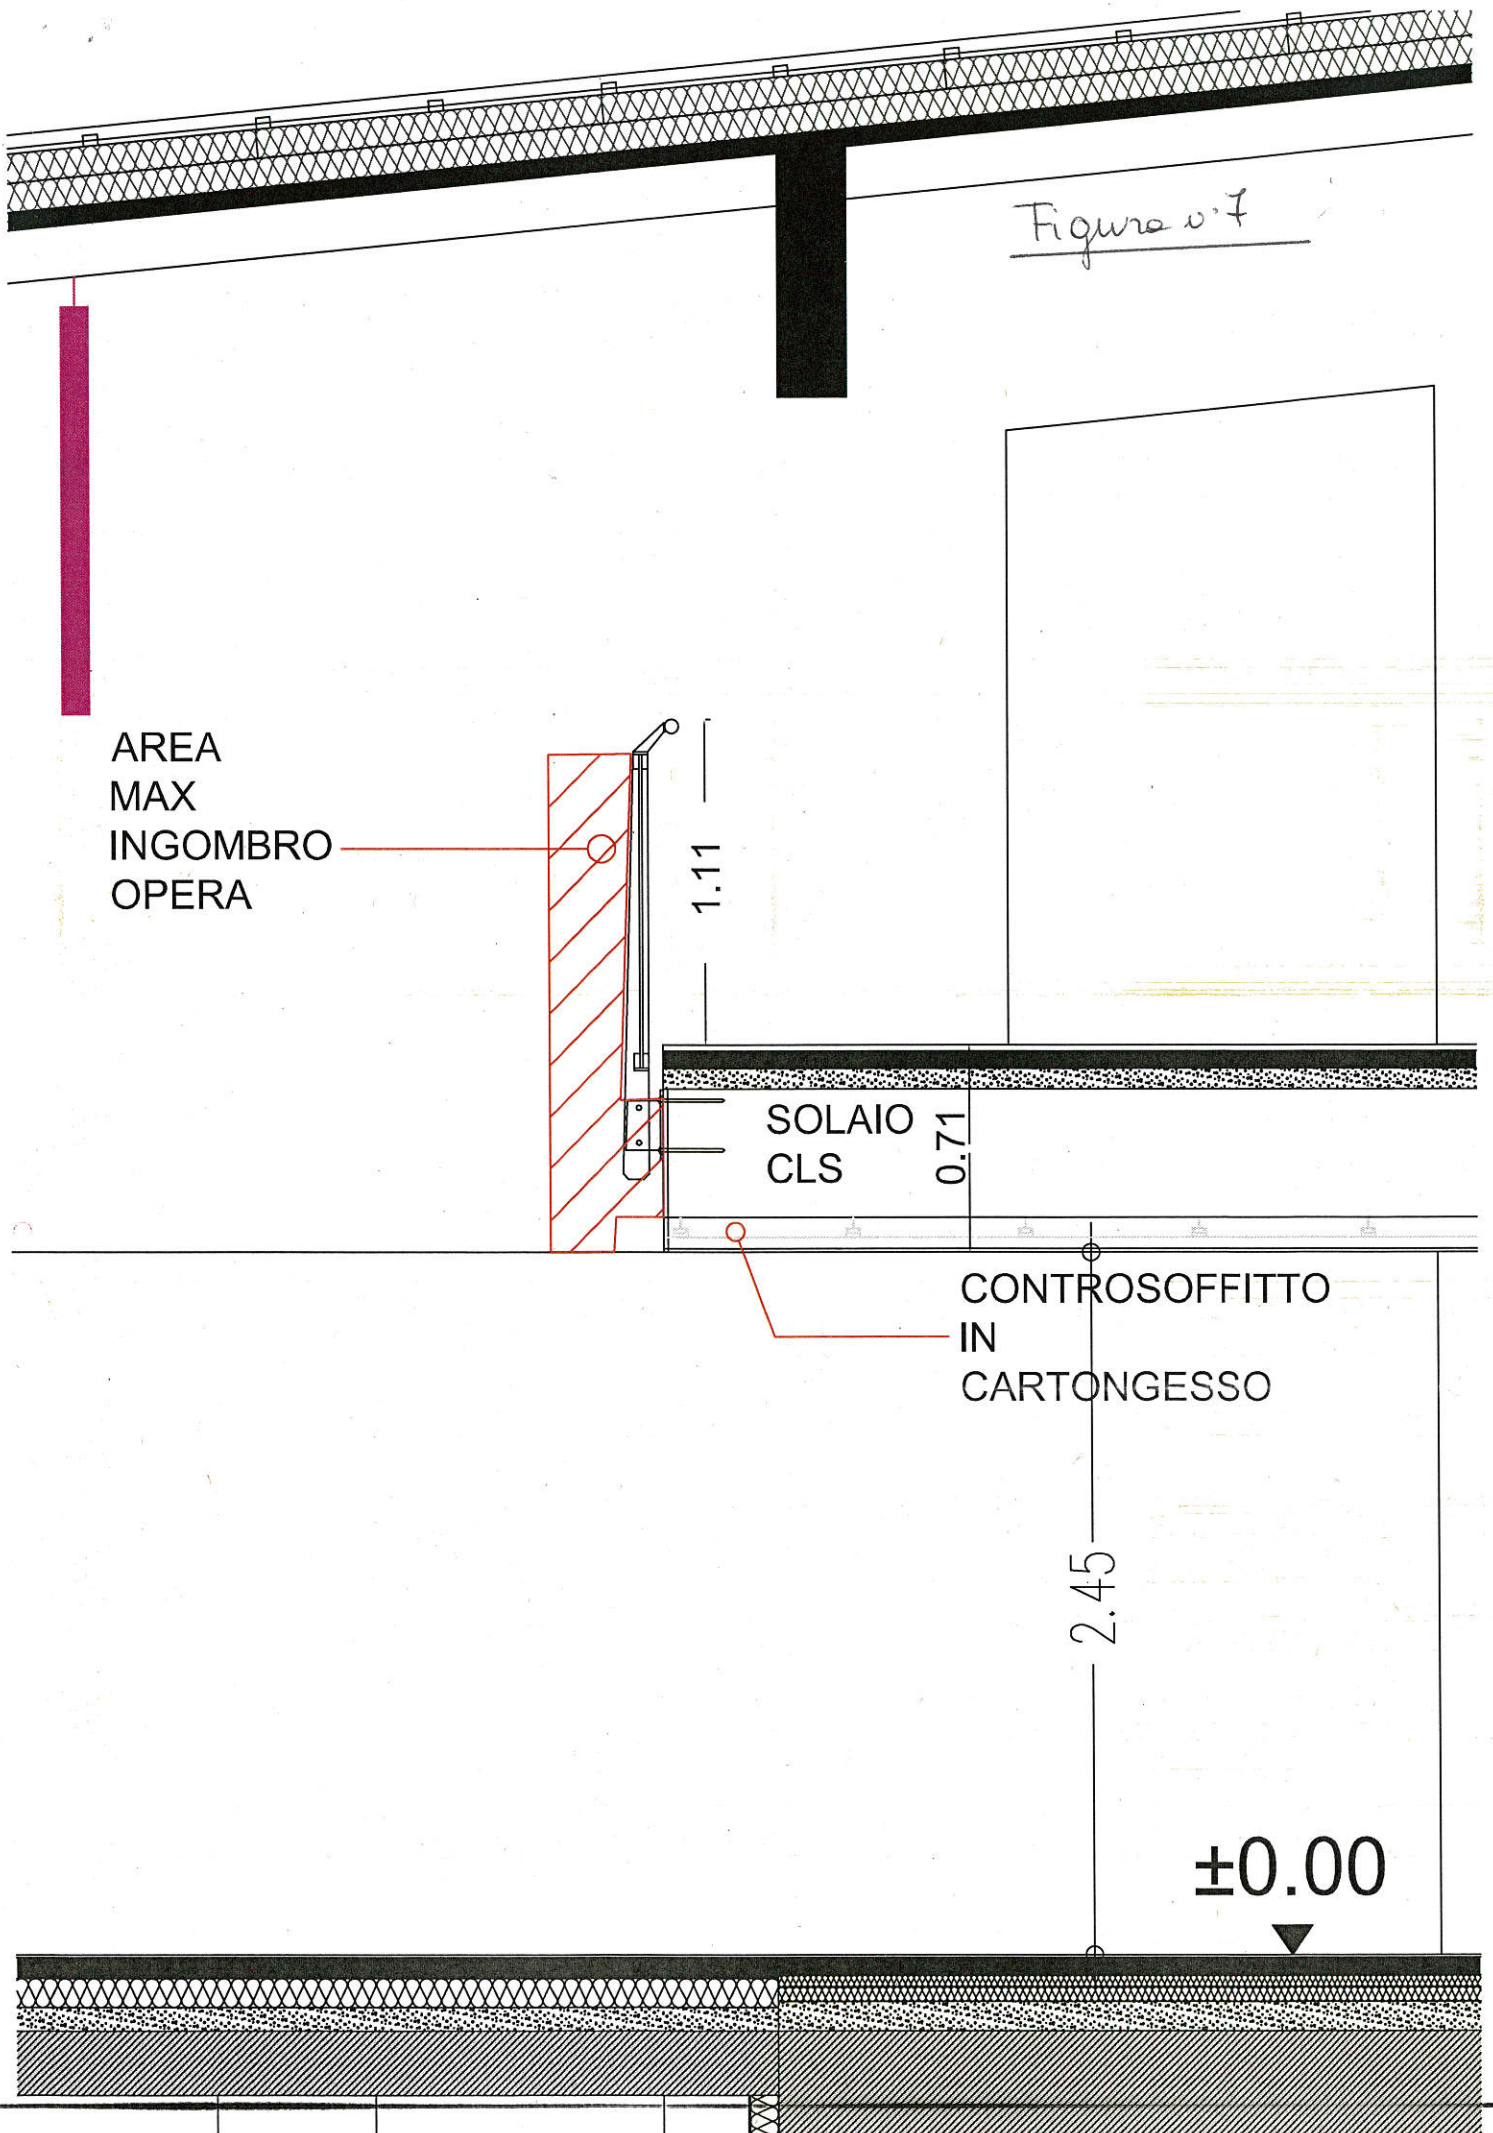 Figura n°7
AREA
MAX
INGOMBRO
OPERA
1.11
SOLAIO
CLS
0.71
CONTROSOFFITTO
IN
CARTONGESSO
2.45
±0.00